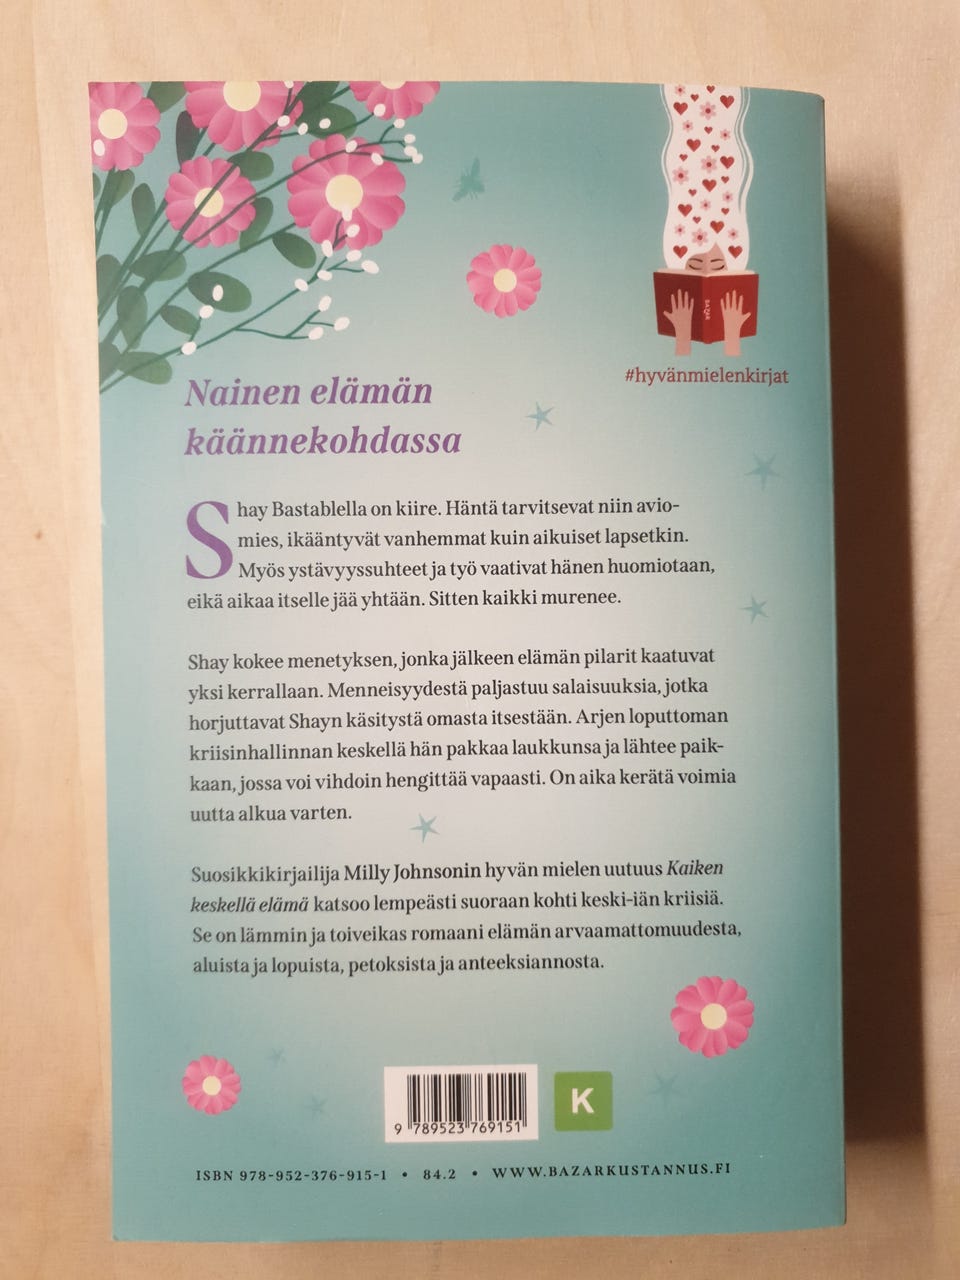 BAZAR
#hyvänmielenkirjat
Nainen elämän
käännekohdassa
Shay Bastablella on kiire. Häntä tarvitsevat niin avio-
mies, ikääntyvät vanhemmat kuin aikuiset lapsetkin.
Myös ystävyyssuhteet ja työ vaativat hänen huomiotaan,
eikä aikaa itselle jää yhtään. Sitten kaikki murenee.
Shay kokee menetyksen, jonka jälkeen elämän pilarit kaatuvat
yksi kerrallaan. Menneisyydestä paljastuu salaisuuksia, jotka
horjuttavat Shayn käsitystä omasta itsestään. Arjen loputtoman
kriisinhallinnan keskellä hän pakkaa laukkunsa ja lähtee paik-
kaan, jossa voi vihdoin hengittää vapaasti. On aika kerätä voimia
uutta alkua varten.
Suosikkikirjailija Milly Johnsonin hyvän mielen uutuus Kaiken
keskellä elämä katsoo lempeästi suoraan kohti keski-iän kriisiä.
Se on lämmin ja toiveikas romaani elämän arvaamattomuudesta,
aluista ja lopuista, petoksista ja anteeksiannosta.
9 789523 769151
K
ISBN 978-952-376-915-1 • 84.2 • WWW.BAZARKUSTANNUS.FI